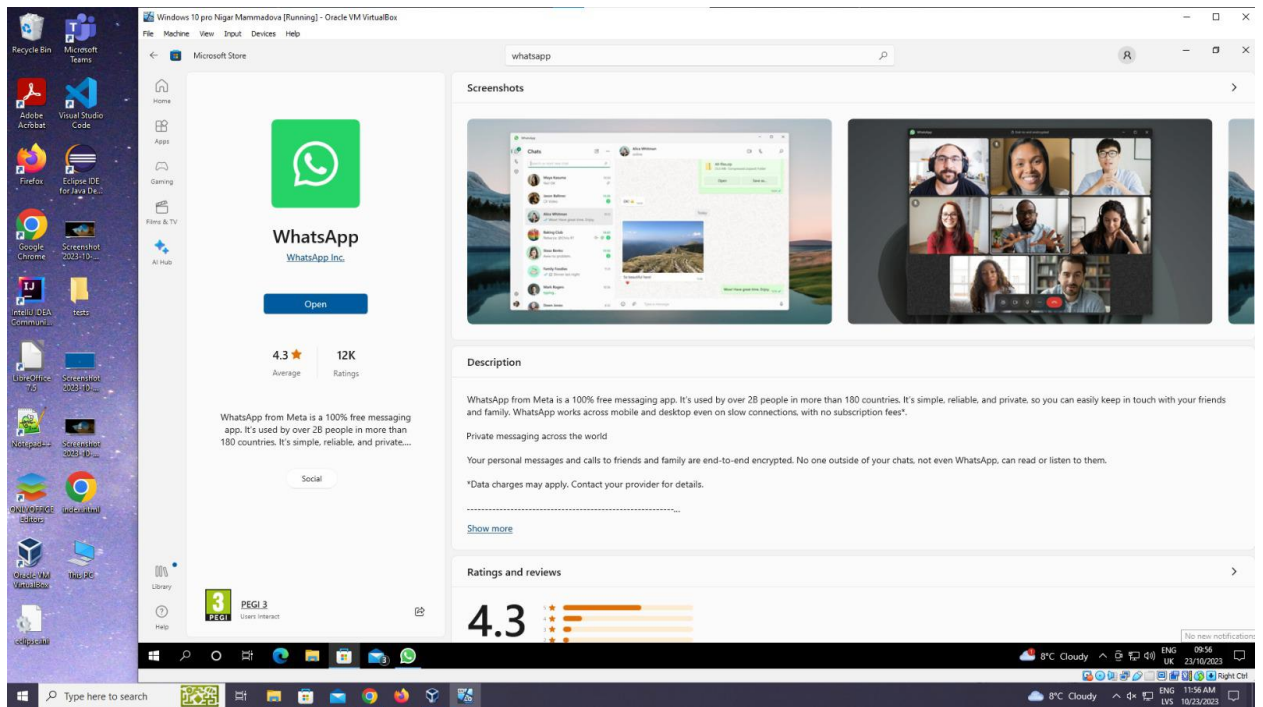 Recycle Bin
Microsoft
Teams
Adobe
Acrobat
Visual Studio
Code
Firefox
Eclipse IDE
for Java De...
Google
Chrome
Screenshot
2023-10-...
IntelliJ IDEA
Communi...
tests
LibreOffice
7.5
Screenshot
2023-10-...
Notepad++
Screenshot
2023-10-...
ONLYOFFICE
Editors
index.html
Oracle VM
VirtualBox
This PC
eclipse.ini
Windows 10 pro Nigar Mammadova [Running] - Oracle VM VirtualBox
File Machine View Input Devices Help
Microsoft Store
whatsapp
Home
Apps
Gaming
Films & TV
AI Hub
Library
Help
WhatsApp
WhatsApp Inc.
Open
4.3 ★ 12K
Average Ratings
WhatsApp from Meta is a 100% free messaging
app. It's used by over 2B people in more than
180 countries. It's simple, reliable, and private,...
Social
3
PEGI
PEGI 3
Users Interact
Screenshots
Chats
Description
WhatsApp from Meta is a 100% free messaging app. It's used by over 2B people in more than 180 countries. It's simple, reliable, and private, so you can easily keep in touch with your friends
and family. WhatsApp works across mobile and desktop even on slow connections, with no subscription fees*.
Private messaging across the world
Your personal messages and calls to friends and family are end-to-end encrypted. No one outside of your chats, not even WhatsApp, can read or listen to them.
*Data charges may apply. Contact your provider for details.
---------------------------------------------------------...
Show more
Ratings and reviews
4.3
No new notifications
8°C Cloudy
ENG 09:56
UK 23/10/2023
Right Ctrl
Type here to search
8°C Cloudy
ENG 11:56 AM
LVS 10/23/2023